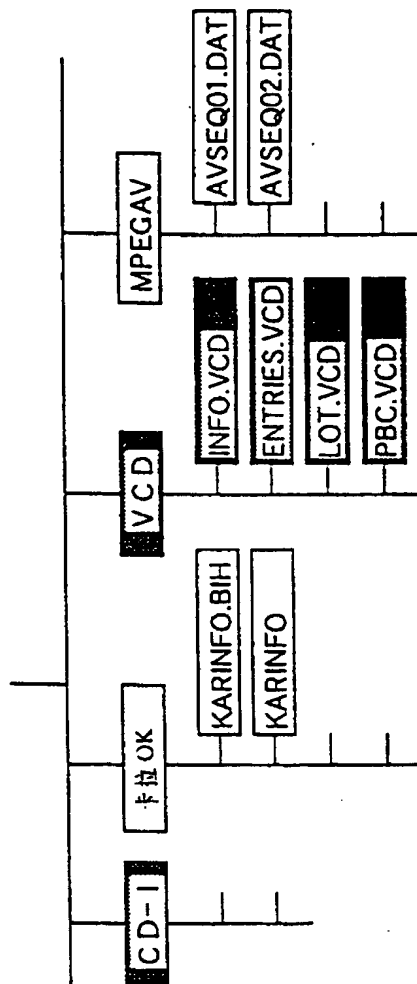 CD-I
卡拉OK
KARINFO.BIH
KARINFO
VCD
INFO.VCD
ENTRIES.VCD
LOT.VCD
PBC.VCD
MPEGAV
AVSEQ01.DAT
AVSEQ02.DAT